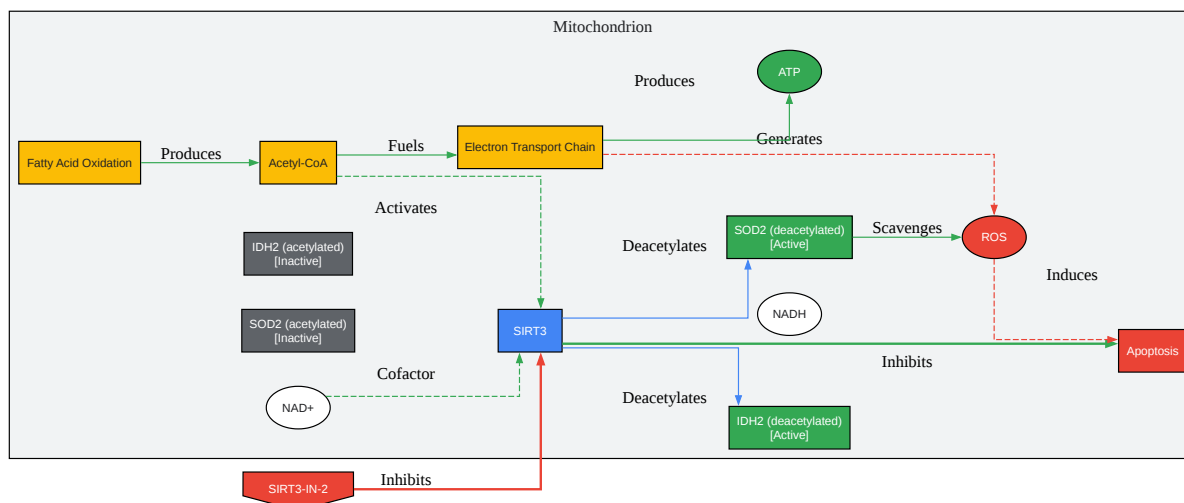 Mitochondrion
ATP
Produces
Generates
Electron Transport Chain
Fuels
Produces
Fatty Acid Oxidation
Acetyl-CoA
Activates
SOD2 (deacetylated)
[Active]
Scavenges
ROS
Deacetylates
IDH2 (acetylated)
[Inactive]
Induces
NADH
SOD2 (acetylated)
[Inactive]
SIRT3
Apoptosis
Inhibits
Cofactor
NAD+
Deacetylates
IDH2 (deacetylated)
[Active]
Inhibits
SIRT3-IN-2